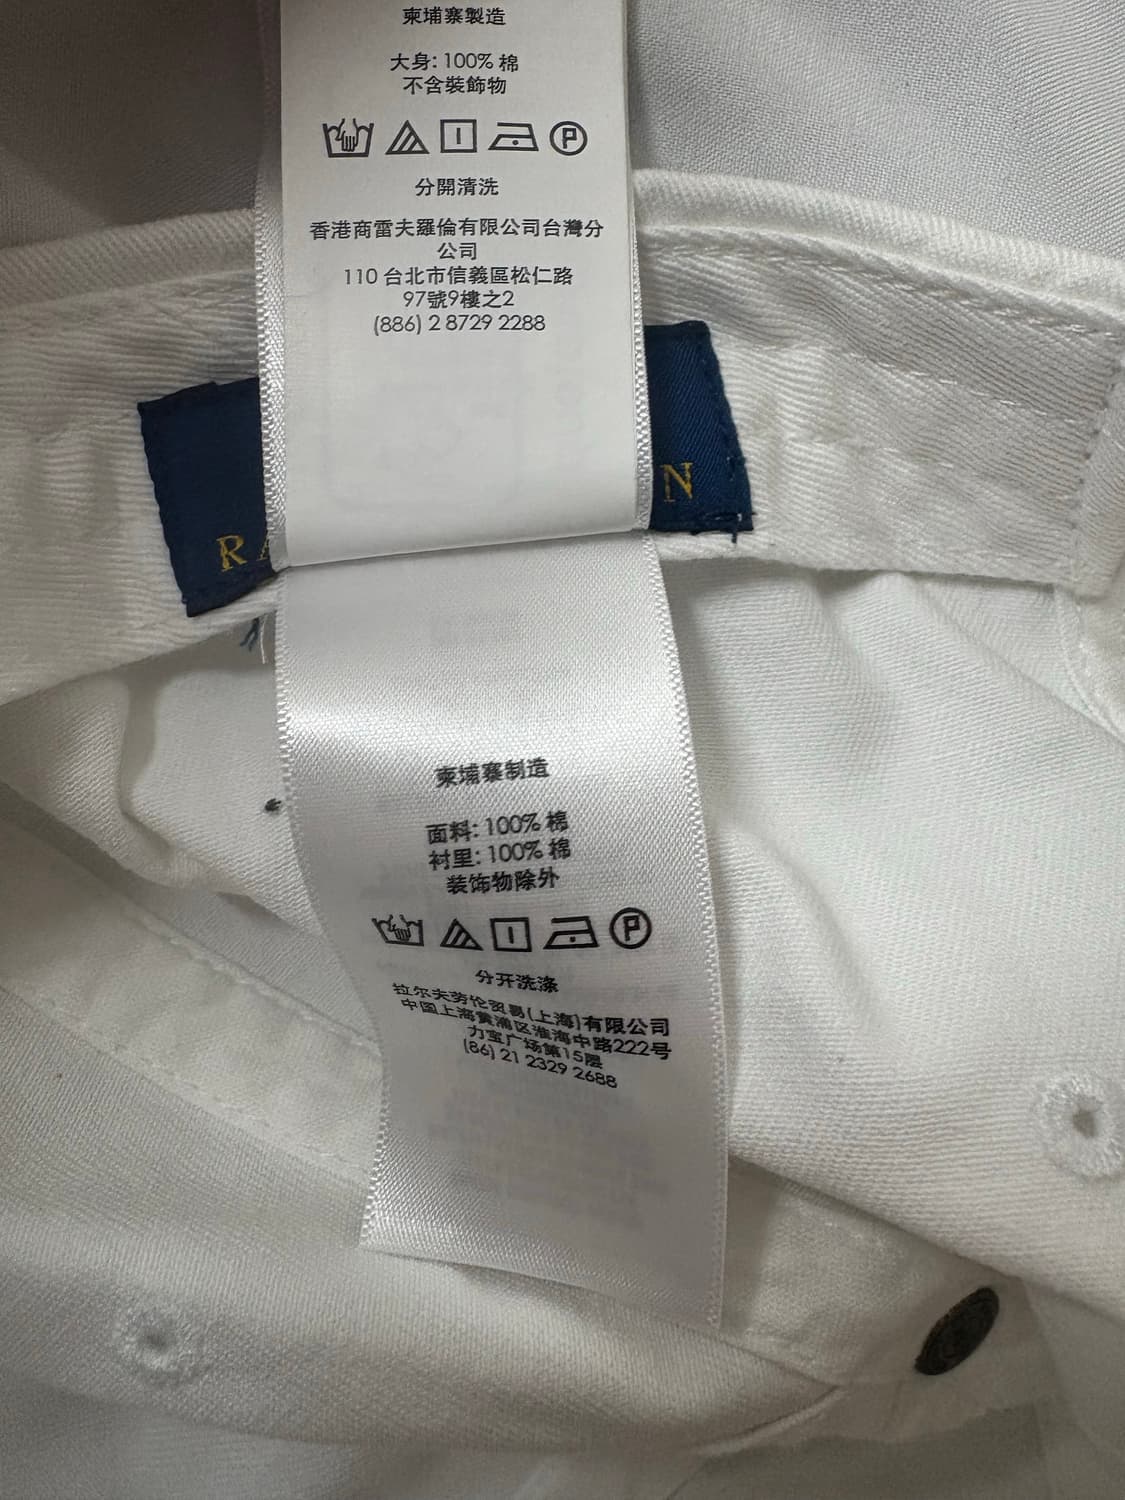 柬埔寨製造
大身: 100% 棉
不含裝飾物
P
分開清洗
香港商雷夫羅倫有限公司台灣分
公司
110 台北市信義區松仁路
97號9樓之2
(886) 2 8729 2288
N
RA
柬埔寨制造
面料: 100% 棉
衬里: 100% 棉
装饰物除外
P
分开洗涤
拉尔夫劳伦贸易(上海)有限公司
中国上海黄浦区淮海中路222号
力宝广场第15层
(86) 21 2329 2688